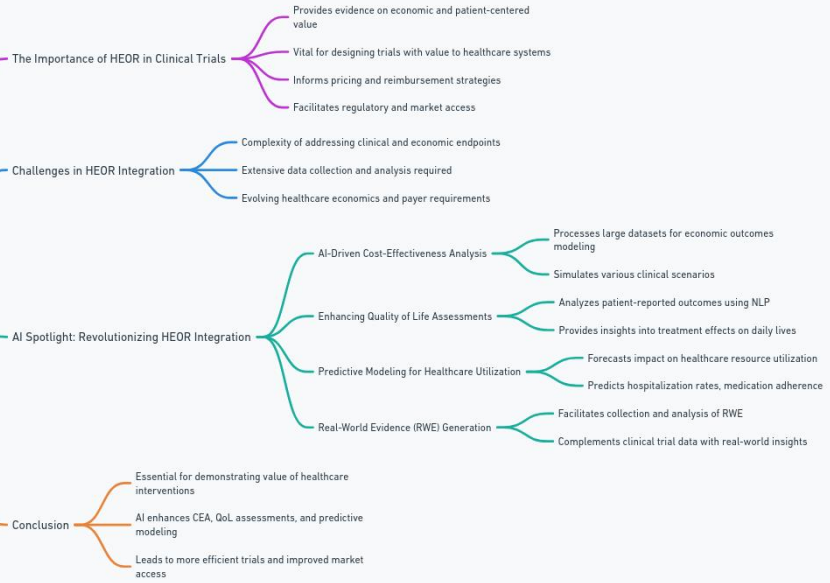 The Importance of HEOR in Clinical Trials
Provides evidence on economic and patient-centered
value
Vital for designing trials with value to healthcare systems
Informs pricing and reimbursement strategies
Facilitates regulatory and market access
Challenges in HEOR Integration
Complexity of addressing clinical and economic endpoints
Extensive data collection and analysis required
Evolving healthcare economics and payer requirements
AI Spotlight: Revolutionizing HEOR Integration
AI-Driven Cost-Effectiveness Analysis
Processes large datasets for economic outcomes
modeling
Simulates various clinical scenarios
Enhancing Quality of Life Assessments
Analyzes patient-reported outcomes using NLP
Provides insights into treatment effects on daily lives
Predictive Modeling for Healthcare Utilization
Forecasts impact on healthcare resource utilization
Predicts hospitalization rates, medication adherence
Real-World Evidence (RWE) Generation
Facilitates collection and analysis of RWE
Complements clinical trial data with real-world insights
Conclusion
Essential for demonstrating value of healthcare
interventions
AI enhances CEA, QoL assessments, and predictive
modeling
Leads to more efficient trials and improved market
access